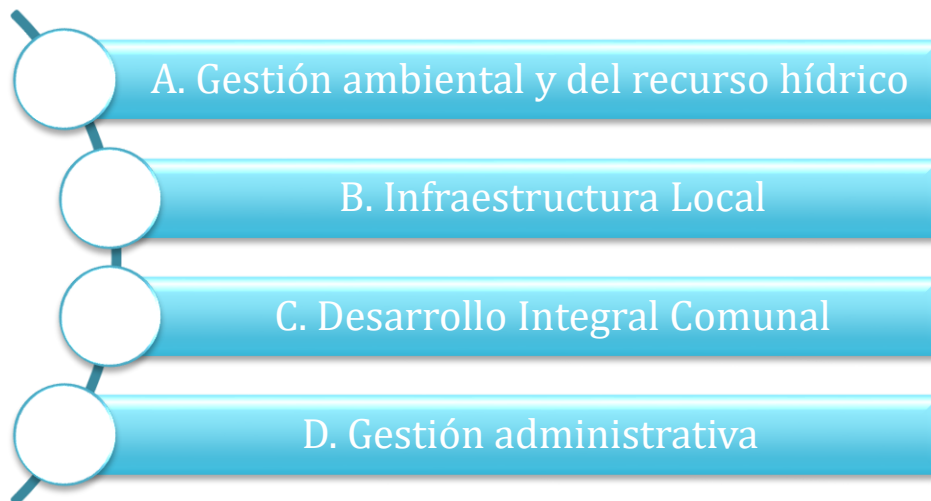 A. Gestión ambiental y del recurso hídrico
B. Infraestructura Local
C. Desarrollo Integral Comunal
D. Gestión administrativa